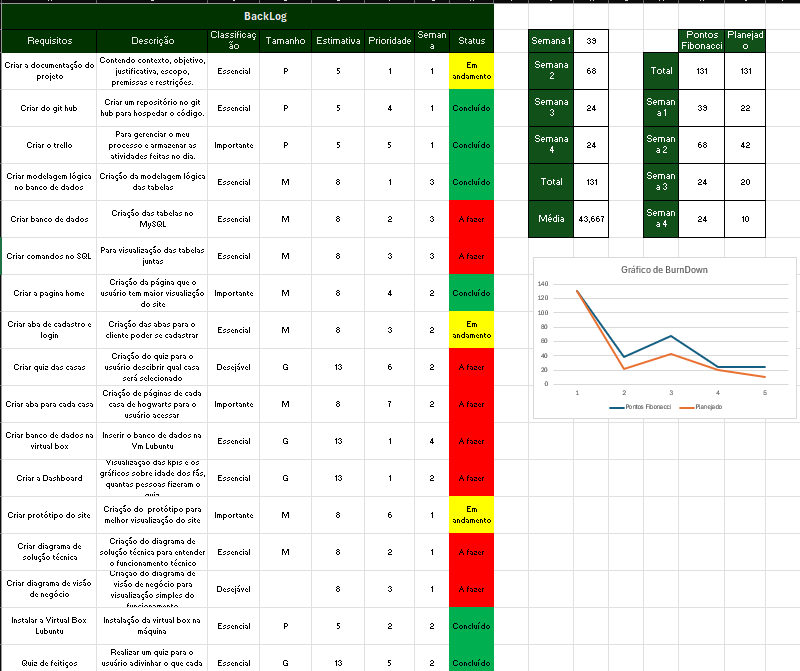 BackLog
Requisitos Descrição Classificação Tamanho Estimativa Prioridade Semana Status
Criar a documentação do projeto Contendo contexto, objetivo, justificativa, escopo, premissas e restrições. Essencial P 5 1 1 Em andamento
Criar do git hub Criar um repositório no git hub para hospedar o código. Essencial P 5 4 1 Concluído
Criar o trello Para gerenciar o meu processo e armazenar as atividades feitas no dia. Importante P 5 5 1 Concluído
Criar modelagem lógica no banco de dados Criação da modelagem lógica das tabelas Essencial M 8 1 3 Concluído
Criar banco de dados Criação das tabelas no MySQL Essencial M 8 2 3 A fazer
Criar comandos no SQL Para visualização das tabelas juntas Essencial M 8 3 3 A fazer
Criar a pagina home Criação da página que o usuário tem maior visualização do site Importante M 8 4 2 Concluído
Criar aba de cadastro e login Criação das abas para o cliente poder se cadastrar Essencial M 8 3 2 Em andamento
Criar quiz das casas Criação do quiz para o usuário descibrir qual casa será selecionado Desejável G 13 6 2 A fazer
Criar aba para cada casa Criação de páginas de cada casa de hogwarts para o usuário acessar Importante M 8 7 2 A fazer
Criar banco de dados na virtual box Inserir o banco de dados na Vm Lubuntu Essencial G 13 1 4 A fazer
Criar a Dashboard Visualização das kpis e os gráficos sobre idade dos fãs, quantas pessoas fizeram o quiz Essencial G 13 1 2 A fazer
Criar protótipo do site Criação do protótipo para melhor visualização do site Importante M 8 6 1 Em andamento
Criar diagrama de solução técnica Criação do diagrama de solução técnica para entender o funcionamento técnico Essencial M 8 2 1 A fazer
Criar diagrama de visão de negócio Criação do diagrama de visão de negócio para visualização simples do funcionamento Desejável 8 3 1 A fazer
Instalar a Virtual Box Lubuntu Instalação da virtual box na máquina Essencial P 5 2 2 Concluído
Quiz de feitiços Realizar um quiz para o usuário adivinhar o que cada Essencial G 13 5 2 Concluído
Semana 1 39
Semana 2 68
Semana 3 24
Semana 4 24
Total 131
Média 43,667
Pontos Fibonacci Planejado
Total 131 131
Semana 1 39 22
Semana 2 68 42
Semana 3 24 20
Semana 4 24 10
Gráfico de BurnDown
140
120
100
80
60
40
20
0
1 2 3 4 5
Pontos Fibonacci Planejado